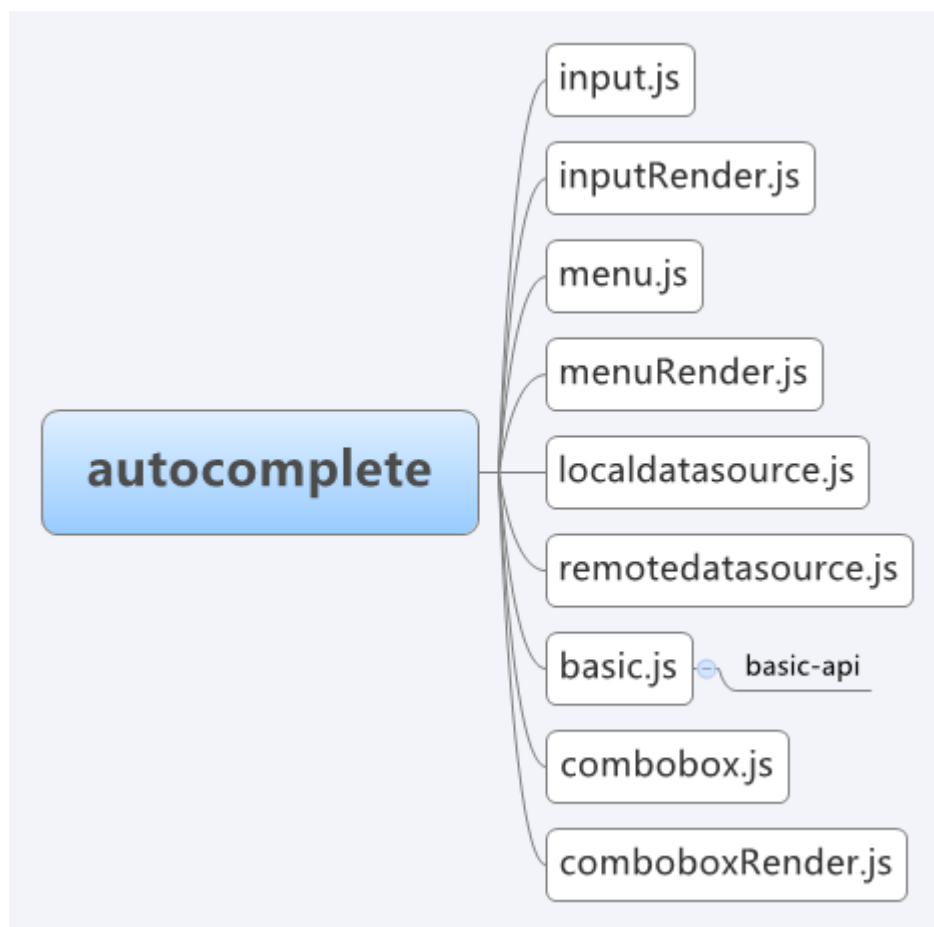 autocomplete
input.js
inputRender.js
menu.js
menuRender.js
localdatasource.js
remotedatasource.js
basic.js
basic-api
combobox.js
comboboxRender.js